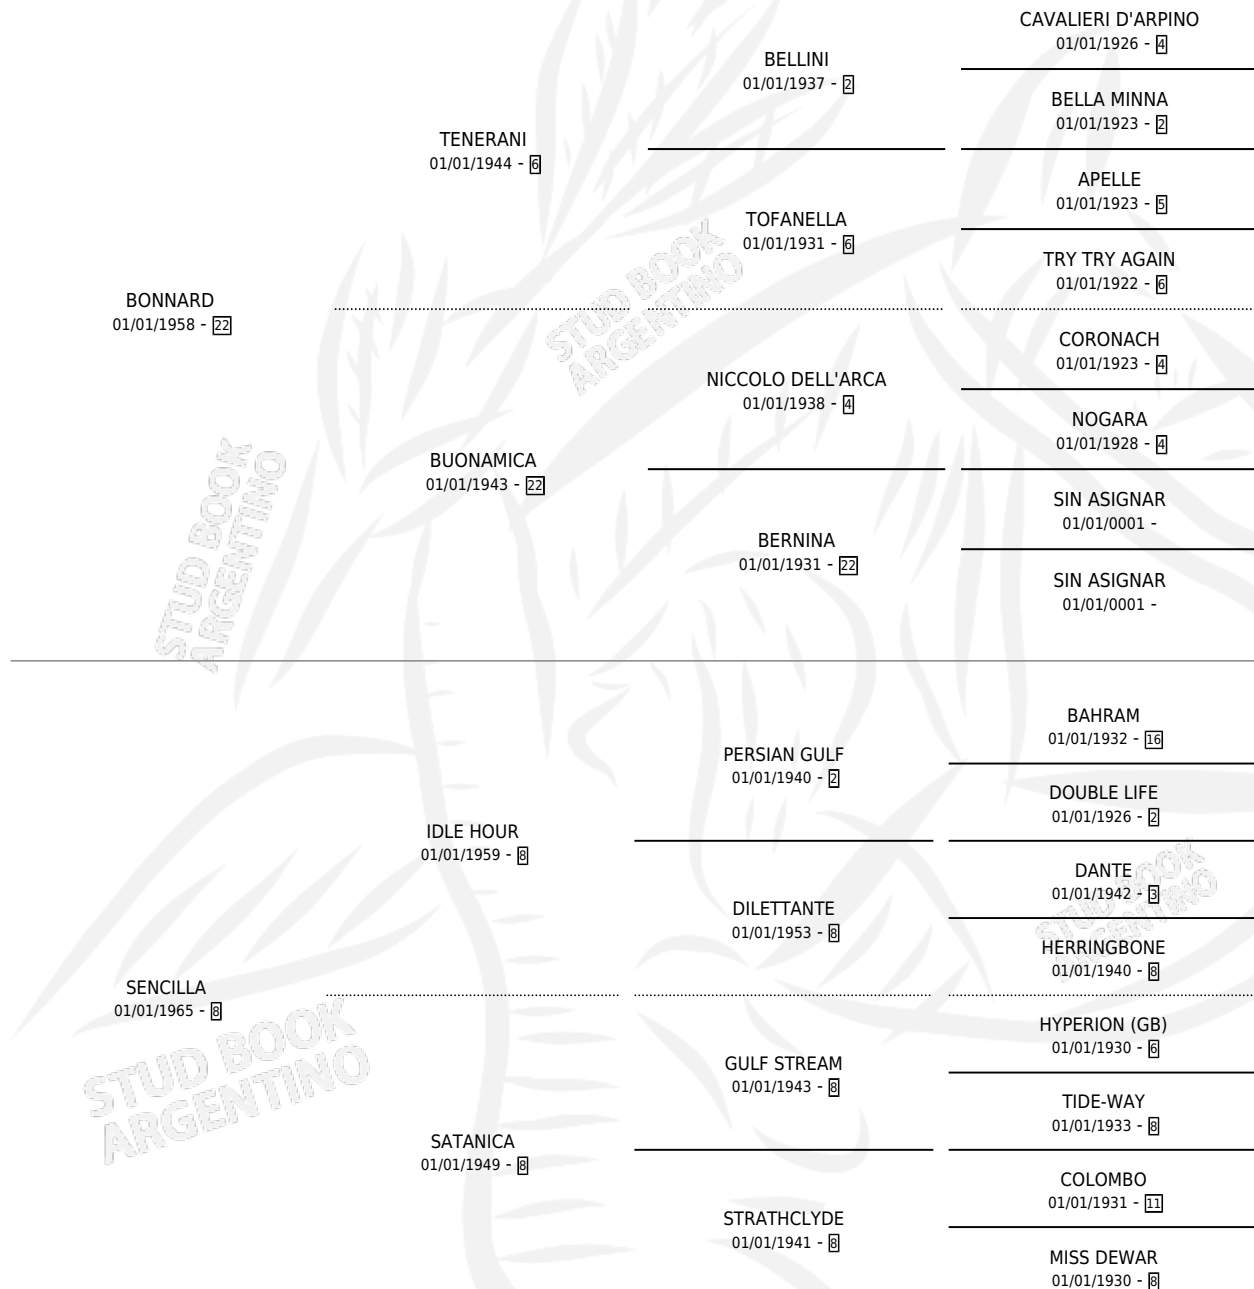 CAVALIERI D'ARPINO
01/01/1926 - 4
BELLINI
01/01/1937 - 2
BELLA MINNA
01/01/1923 - 2
TENERANI
01/01/1944 - 6
APELLE
01/01/1923 - 5
TOFANELLA
01/01/1931 - 6
TRY TRY AGAIN
01/01/1922 - 6
BONNARD
01/01/1958 - 22
STUD BOOK
ARGENTINO
CORONACH
01/01/1923 - 4
NICCOLO DELL'ARCA
01/01/1938 - 4
NOGARA
01/01/1928 - 4
BUONAMICA
01/01/1943 - 22
SIN ASIGNAR
01/01/0001 -
BERNINA
01/01/1931 - 22
SIN ASIGNAR
01/01/0001 -
STUD BOOK
ARGENTINO
BAHRAM
01/01/1932 - 16
PERSIAN GULF
01/01/1940 - 2
DOUBLE LIFE
01/01/1926 - 2
IDLE HOUR
01/01/1959 - 8
DANTE
01/01/1942 - 3
DILETTANTE
01/01/1953 - 8
HERRINGBONE
01/01/1940 - 8
STUD BOOK
ARGENTINO
SENCILLA
01/01/1965 - 8
HYPERION (GB)
01/01/1930 - 6
GULF STREAM
01/01/1943 - 8
TIDE-WAY
01/01/1933 - 8
STUD BOOK
ARGENTINO
SATANICA
01/01/1949 - 8
COLOMBO
01/01/1931 - 11
STRATHCLYDE
01/01/1941 - 8
MISS DEWAR
01/01/1930 - 8